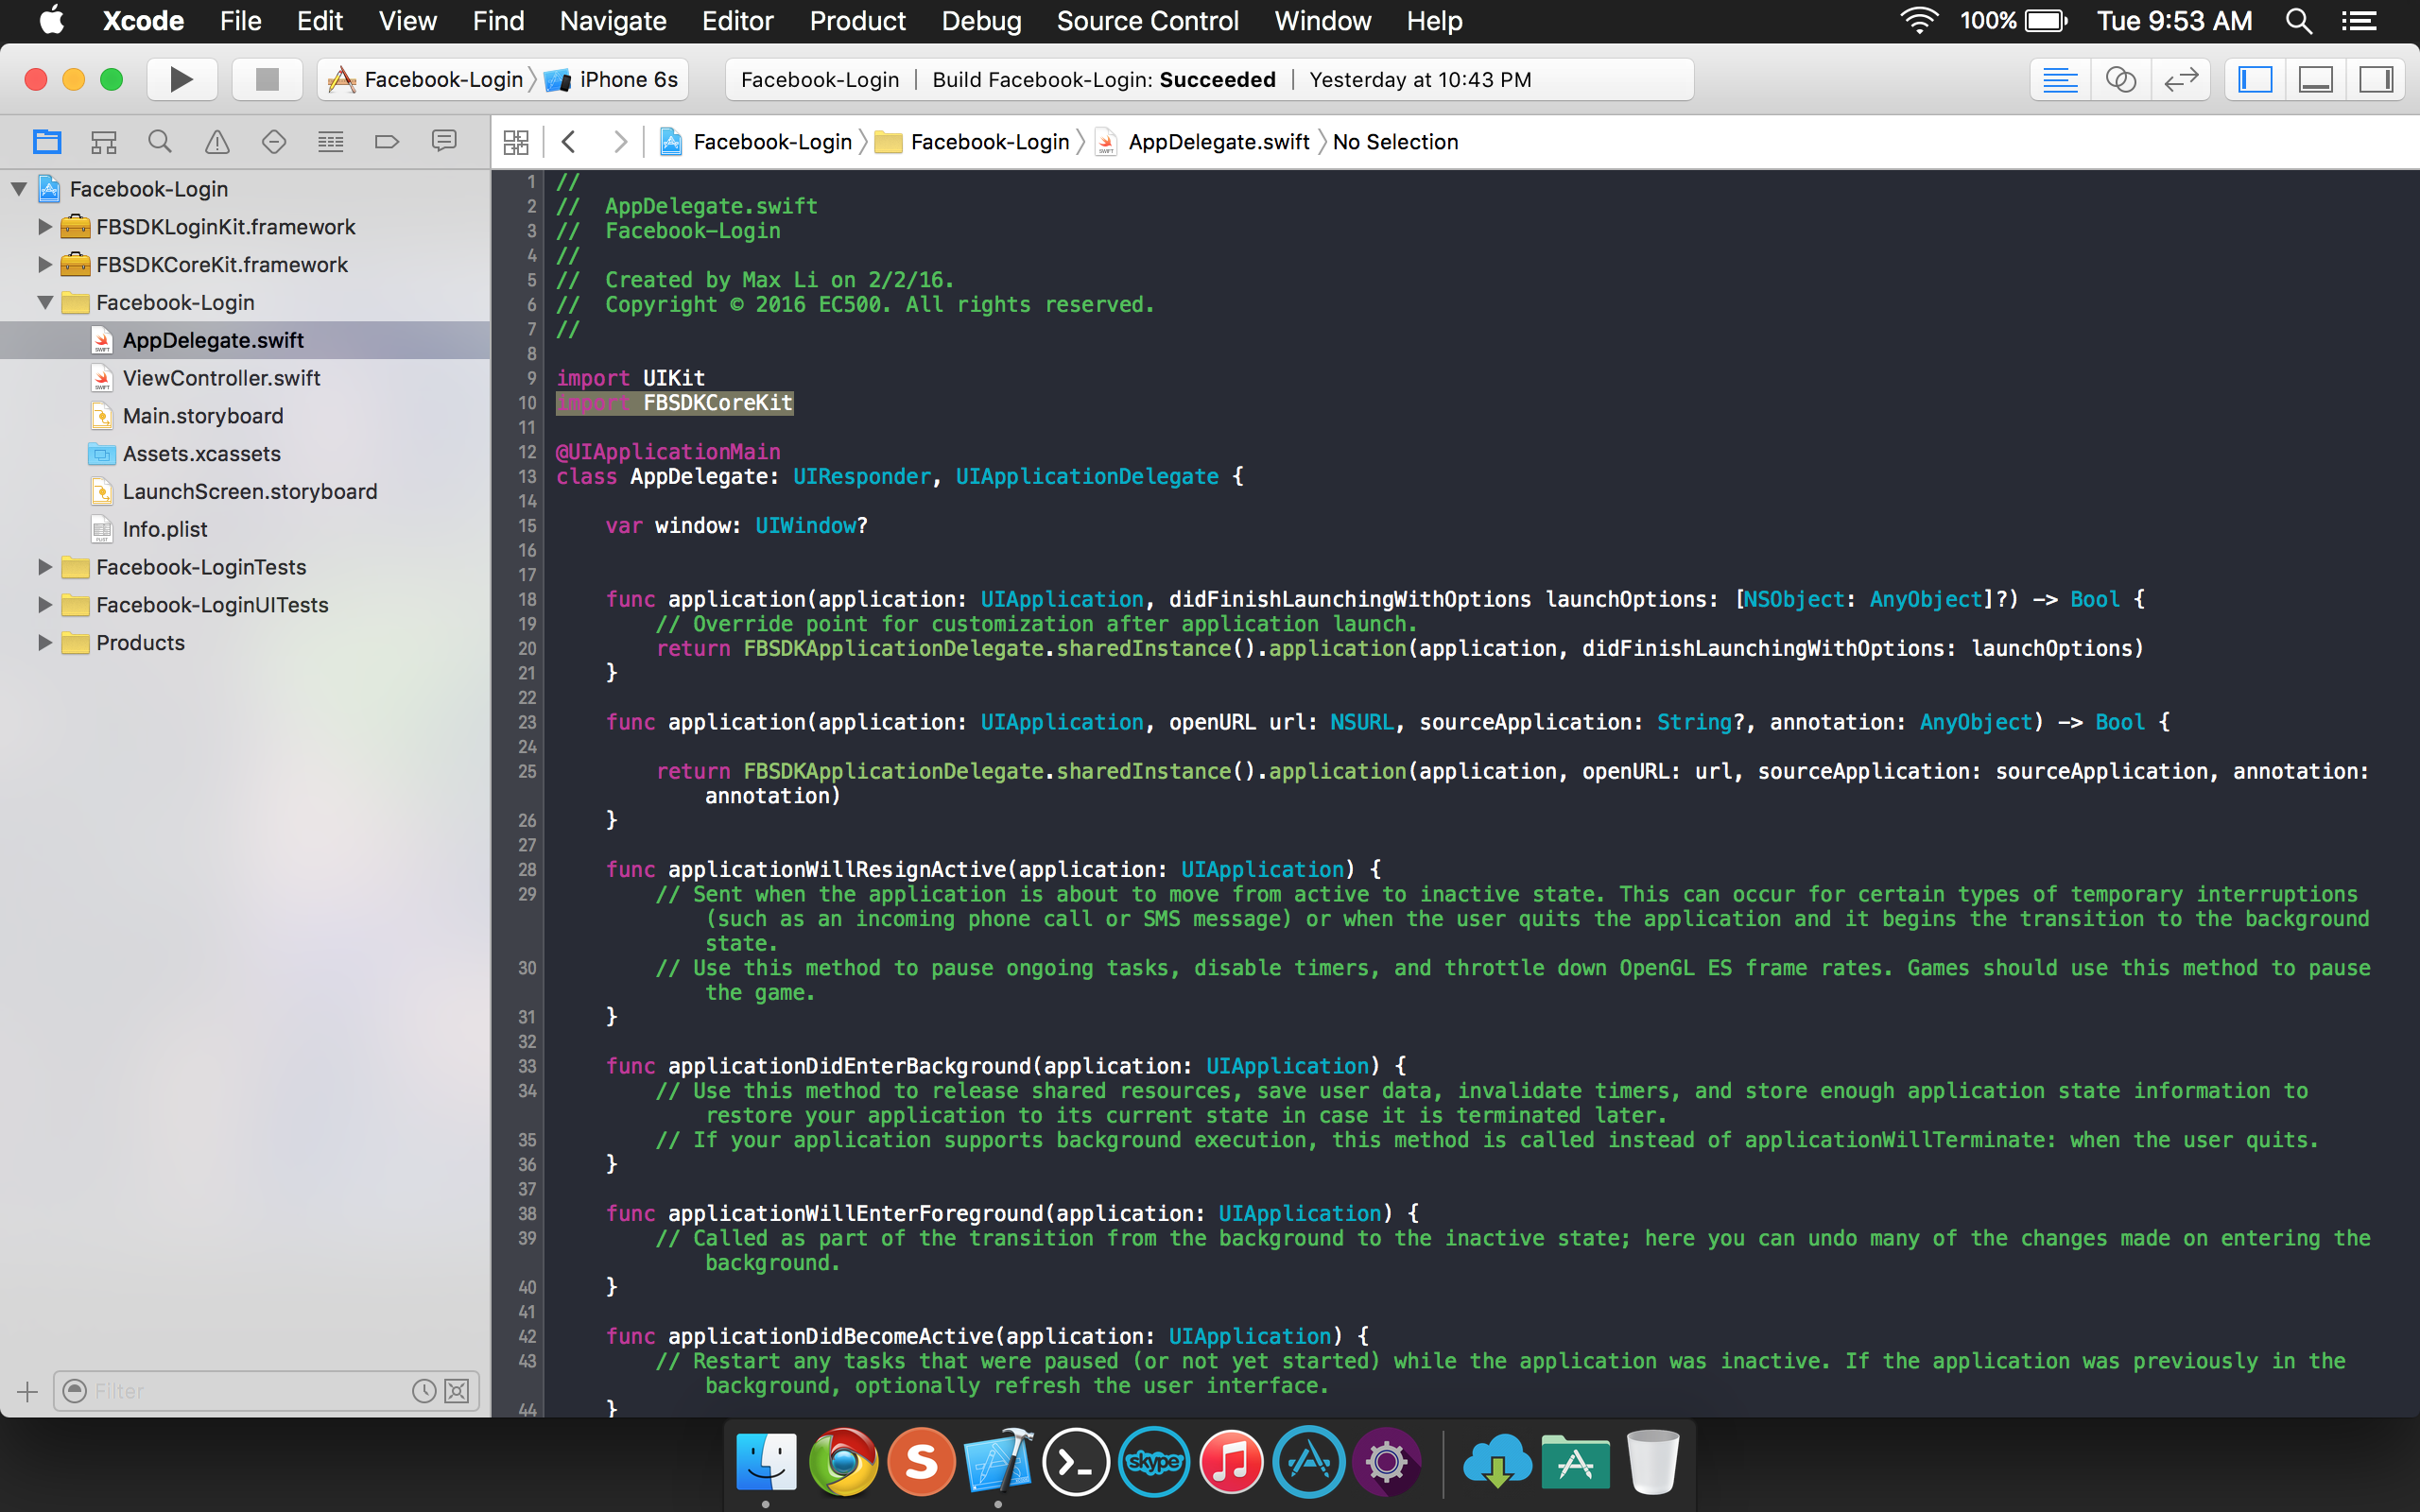 Xcode File Edit View Find Navigate Editor Product Debug Source Control Window Help 100% Tue 9:53 AM
Facebook-Login iPhone 6s Facebook-Login | Build Facebook-Login: Succeeded | Yesterday at 10:43 PM
Facebook-Login Facebook-Login AppDelegate.swift No Selection
Facebook-Login
FBSDKLoginKit.framework
FBSDKCoreKit.framework
Facebook-Login
AppDelegate.swift
ViewController.swift
Main.storyboard
Assets.xcassets
LaunchScreen.storyboard
Info.plist
Facebook-LoginTests
Facebook-LoginUITests
Products
Filter
1 //
2 // AppDelegate.swift
3 // Facebook-Login
4 //
5 // Created by Max Li on 2/2/16.
6 // Copyright © 2016 EC500. All rights reserved.
7 //
8
9 import UIKit
10 import FBSDKCoreKit
11
12 @UIApplicationMain
13 class AppDelegate: UIResponder, UIApplicationDelegate {
14
15 var window: UIWindow?
16
17
18 func application(application: UIApplication, didFinishLaunchingWithOptions launchOptions: [NSObject: AnyObject]?) -> Bool {
19 // Override point for customization after application launch.
20 return FBSDKApplicationDelegate.sharedInstance().application(application, didFinishLaunchingWithOptions: launchOptions)
21 }
22
23 func application(application: UIApplication, openURL url: NSURL, sourceApplication: String?, annotation: AnyObject) -> Bool {
24
25 return FBSDKApplicationDelegate.sharedInstance().application(application, openURL: url, sourceApplication: sourceApplication, annotation:
annotation)
26 }
27
28 func applicationWillResignActive(application: UIApplication) {
29 // Sent when the application is about to move from active to inactive state. This can occur for certain types of temporary interruptions
(such as an incoming phone call or SMS message) or when the user quits the application and it begins the transition to the background
state.
30 // Use this method to pause ongoing tasks, disable timers, and throttle down OpenGL ES frame rates. Games should use this method to pause
the game.
31 }
32
33 func applicationDidEnterBackground(application: UIApplication) {
34 // Use this method to release shared resources, save user data, invalidate timers, and store enough application state information to
restore your application to its current state in case it is terminated later.
35 // If your application supports background execution, this method is called instead of applicationWillTerminate: when the user quits.
36 }
37
38 func applicationWillEnterForeground(application: UIApplication) {
39 // Called as part of the transition from the background to the inactive state; here you can undo many of the changes made on entering the
background.
40 }
41
42 func applicationDidBecomeActive(application: UIApplication) {
43 // Restart any tasks that were paused (or not yet started) while the application was inactive. If the application was previously in the
background, optionally refresh the user interface.
44 }
S skype